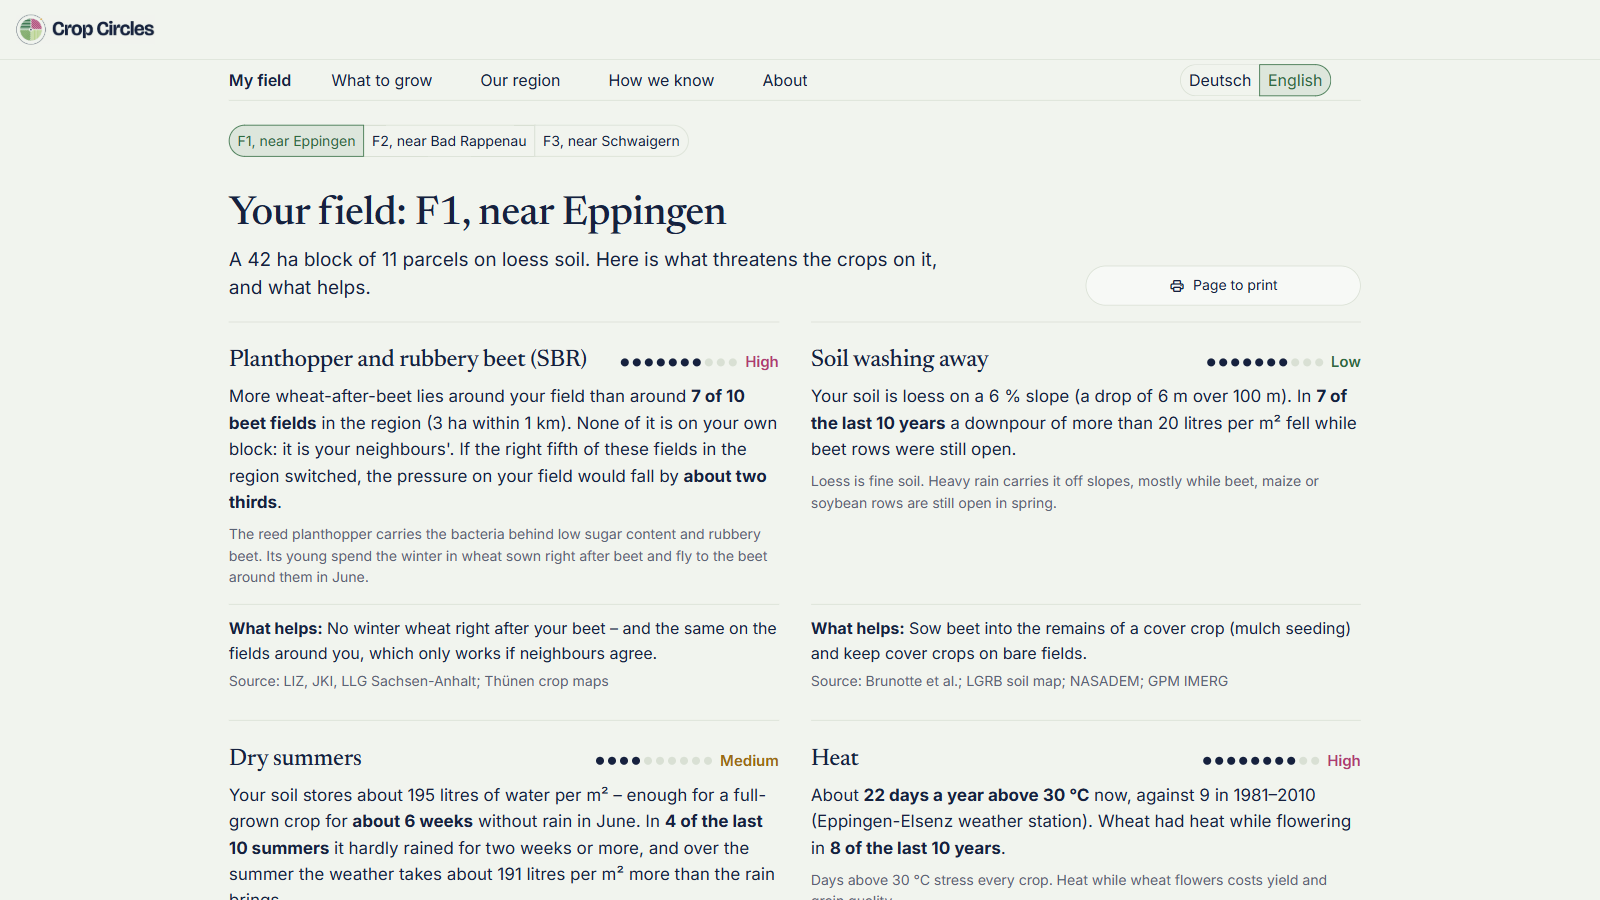 Crop Circles
My field
What to grow
Our region
How we know
About
Deutsch
English
F1, near Eppingen
F2, near Bad Rappenau
F3, near Schwaigern
Your field: F1, near Eppingen
A 42 ha block of 11 parcels on loess soil. Here is what threatens the crops on it,
and what helps.
Page to print
Planthopper and rubbery beet (SBR)
High
More wheat-after-beet lies around your field than around 7 of 10
beet fields in the region (3 ha within 1 km). None of it is on your own
block: it is your neighbours'. If the right fifth of these fields in the
region switched, the pressure on your field would fall by about two
thirds.
The reed planthopper carries the bacteria behind low sugar content and rubbery
beet. Its young spend the winter in wheat sown right after beet and fly to the beet
around them in June.
What helps: No winter wheat right after your beet – and the same on the
fields around you, which only works if neighbours agree.
Source: LIZ, JKI, LLG Sachsen-Anhalt; Thünen crop maps
Soil washing away
Low
Your soil is loess on a 6 % slope (a drop of 6 m over 100 m). In 7 of
the last 10 years a downpour of more than 20 litres per m² fell while
beet rows were still open.
Loess is fine soil. Heavy rain carries it off slopes, mostly while beet, maize or
soybean rows are still open in spring.
What helps: Sow beet into the remains of a cover crop (mulch seeding)
and keep cover crops on bare fields.
Source: Brunotte et al.; LGRB soil map; NASADEM; GPM IMERG
Dry summers
Medium
Your soil stores about 195 litres of water per m² – enough for a full-
grown crop for about 6 weeks without rain in June. In 4 of the last
10 summers it hardly rained for two weeks or more, and over the
summer the weather takes about 191 litres per m² more than the rain
brings.
Heat
High
About 22 days a year above 30 °C now, against 9 in 1981–2010
(Eppingen-Elsenz weather station). Wheat had heat while flowering
in 8 of the last 10 years.
Days above 30 °C stress every crop. Heat while wheat flowers costs yield and
grain quality.